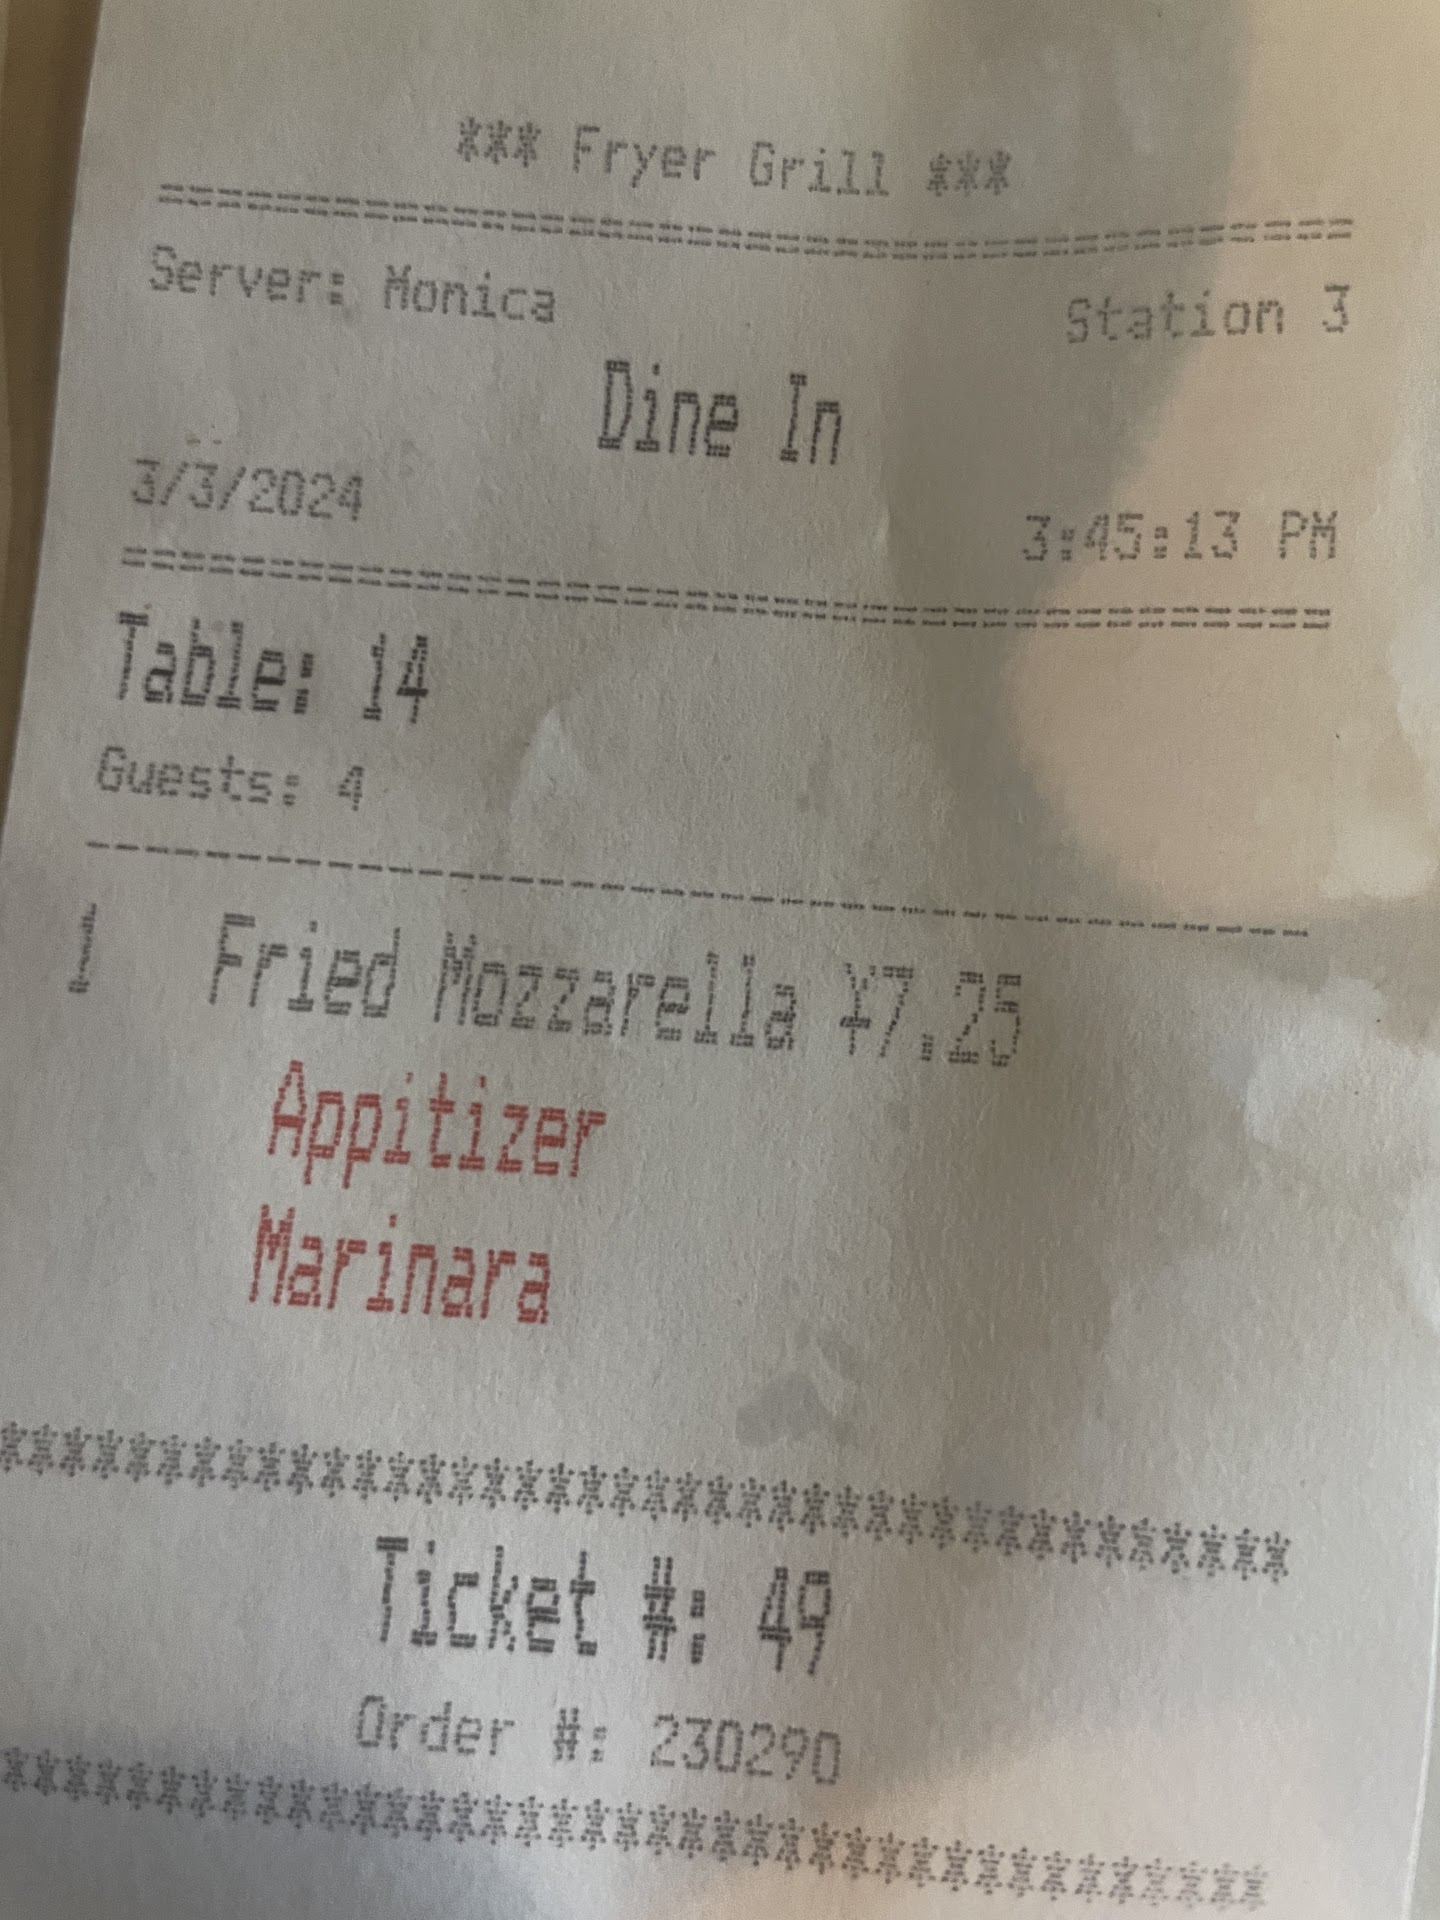 *** Fryer Grill ***
Server: Monica Station 3
Dine In
3/3/2024 3:45:13 PM
Table: 14
Guests: 4
1 Fried Mozzarella ¥7.25
Appitizer
Marinara
****************************************
Ticket #: 49
Order #: 230290
****************************************